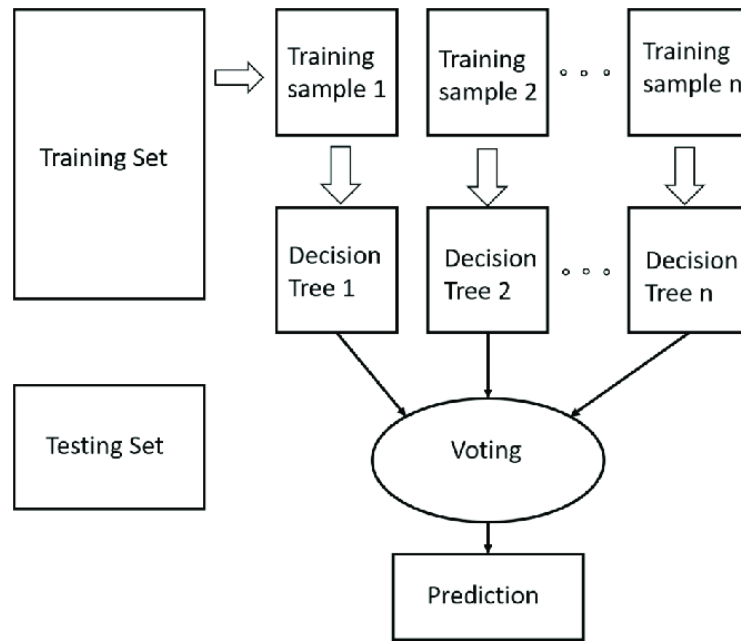 Training Set
Training
sample 1
Training
sample 2
Training
sample n
Decision
Tree 1
Decision
Tree 2
Decision
Tree n
Testing Set
Voting
Prediction